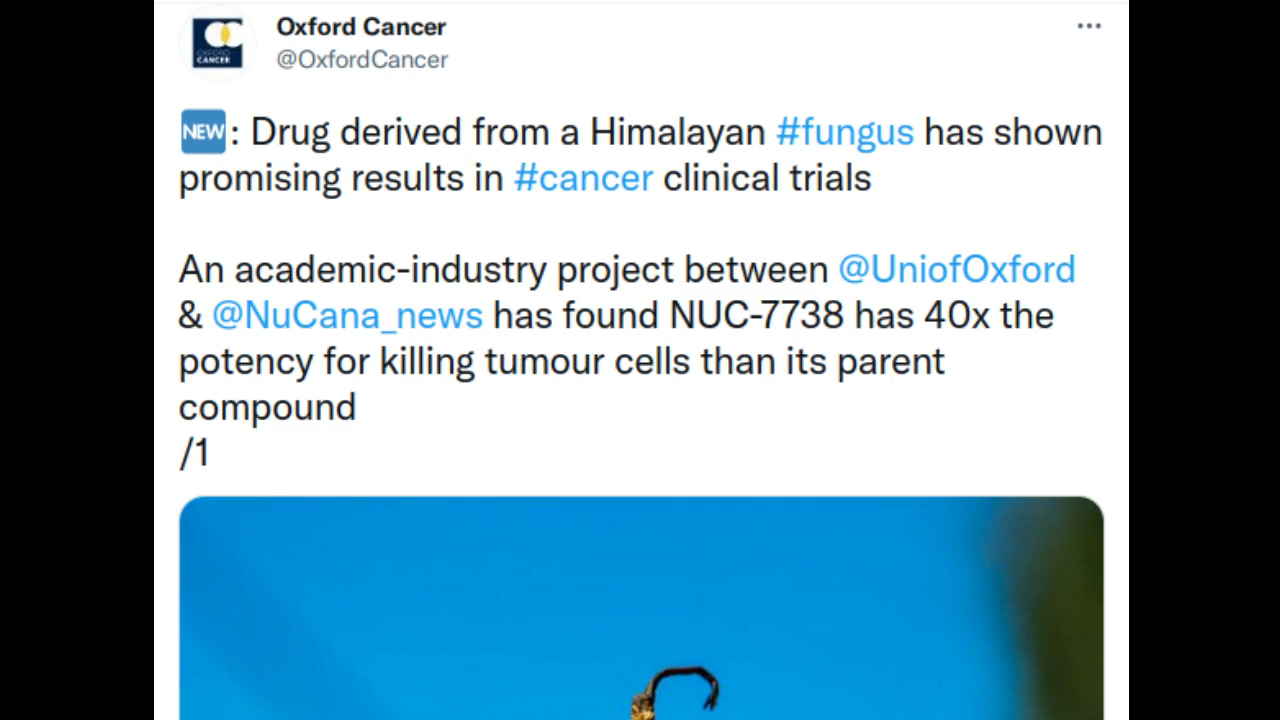 Oxford Cancer
@OxfordCancer
OXFORD
CANCER
NEW: Drug derived from a Himalayan #fungus has shown
promising results in #cancer clinical trials
An academic-industry project between @UniofOxford
& @NuCana_news has found NUC-7738 has 40x the
potency for killing tumour cells than its parent
compound
/1